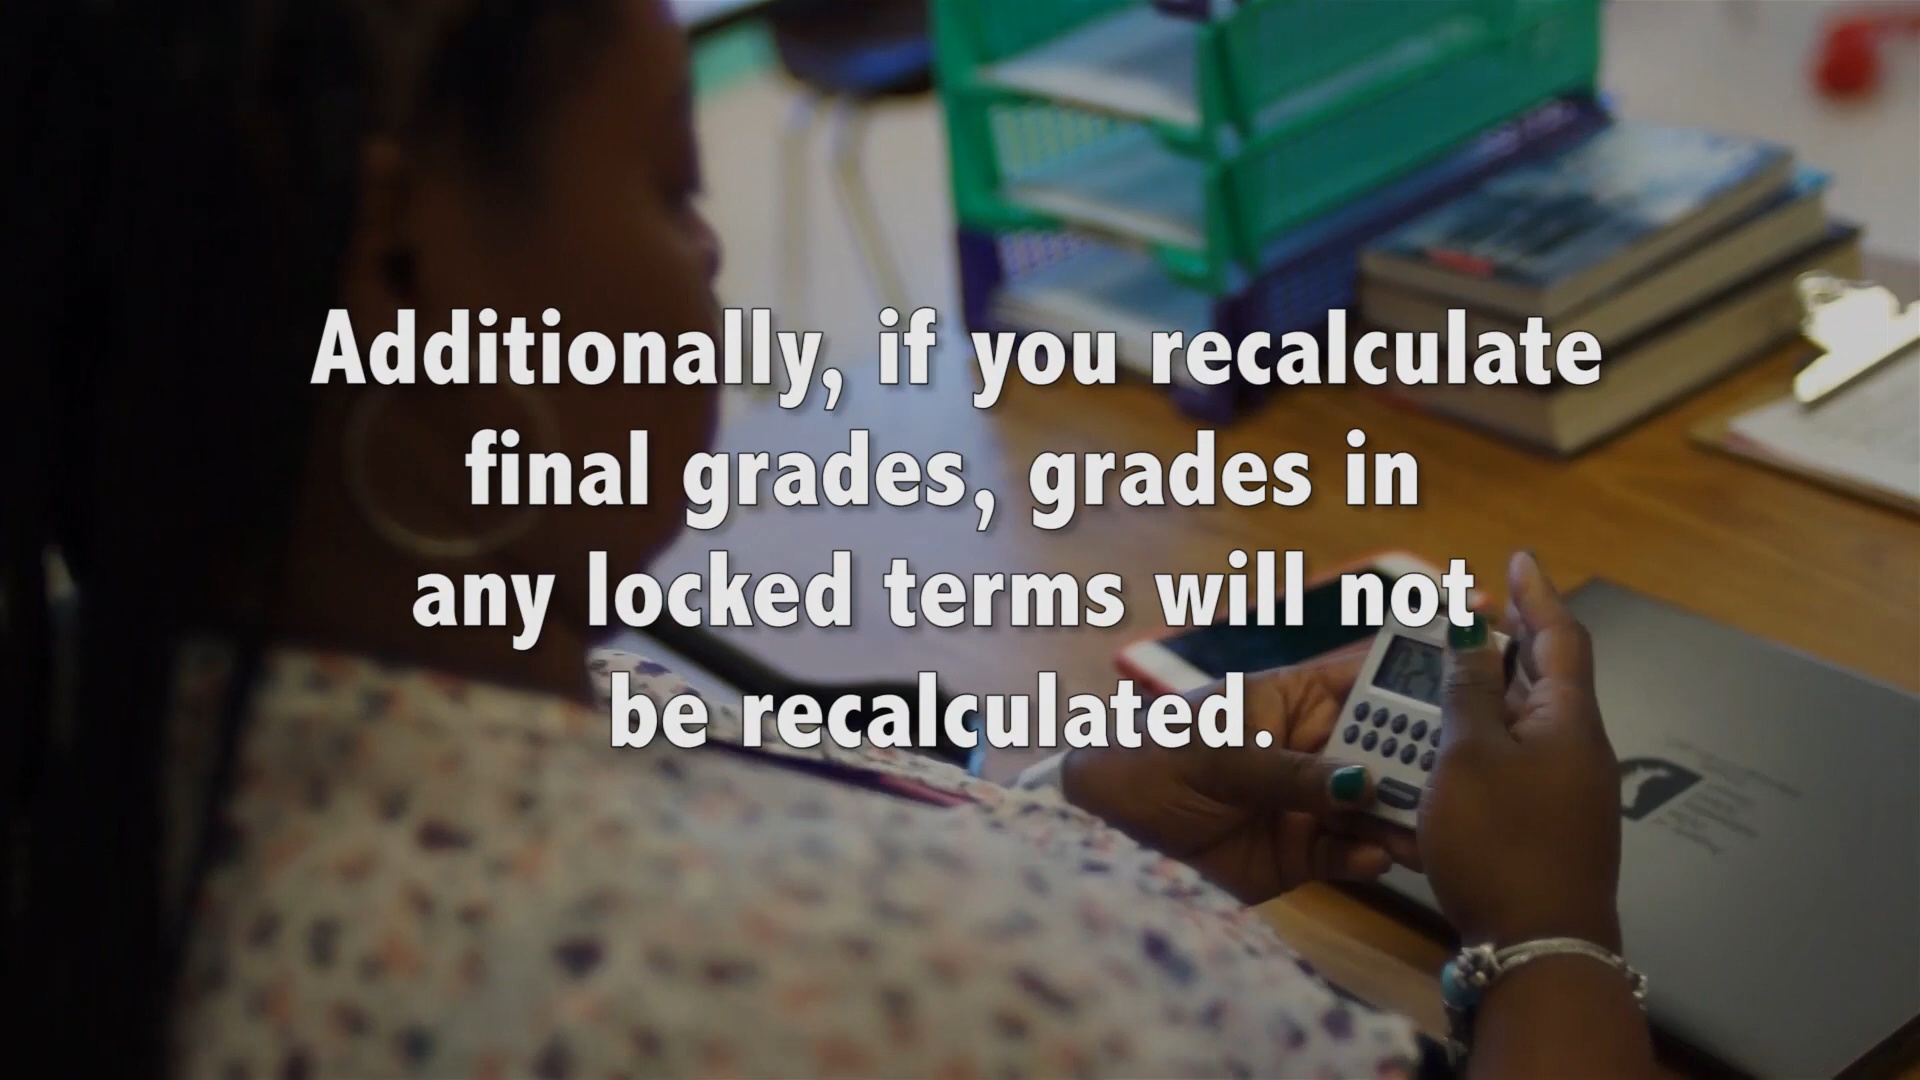 Additionally, if you recalculate
final grades, grades in
any locked terms will not
be recalculated.